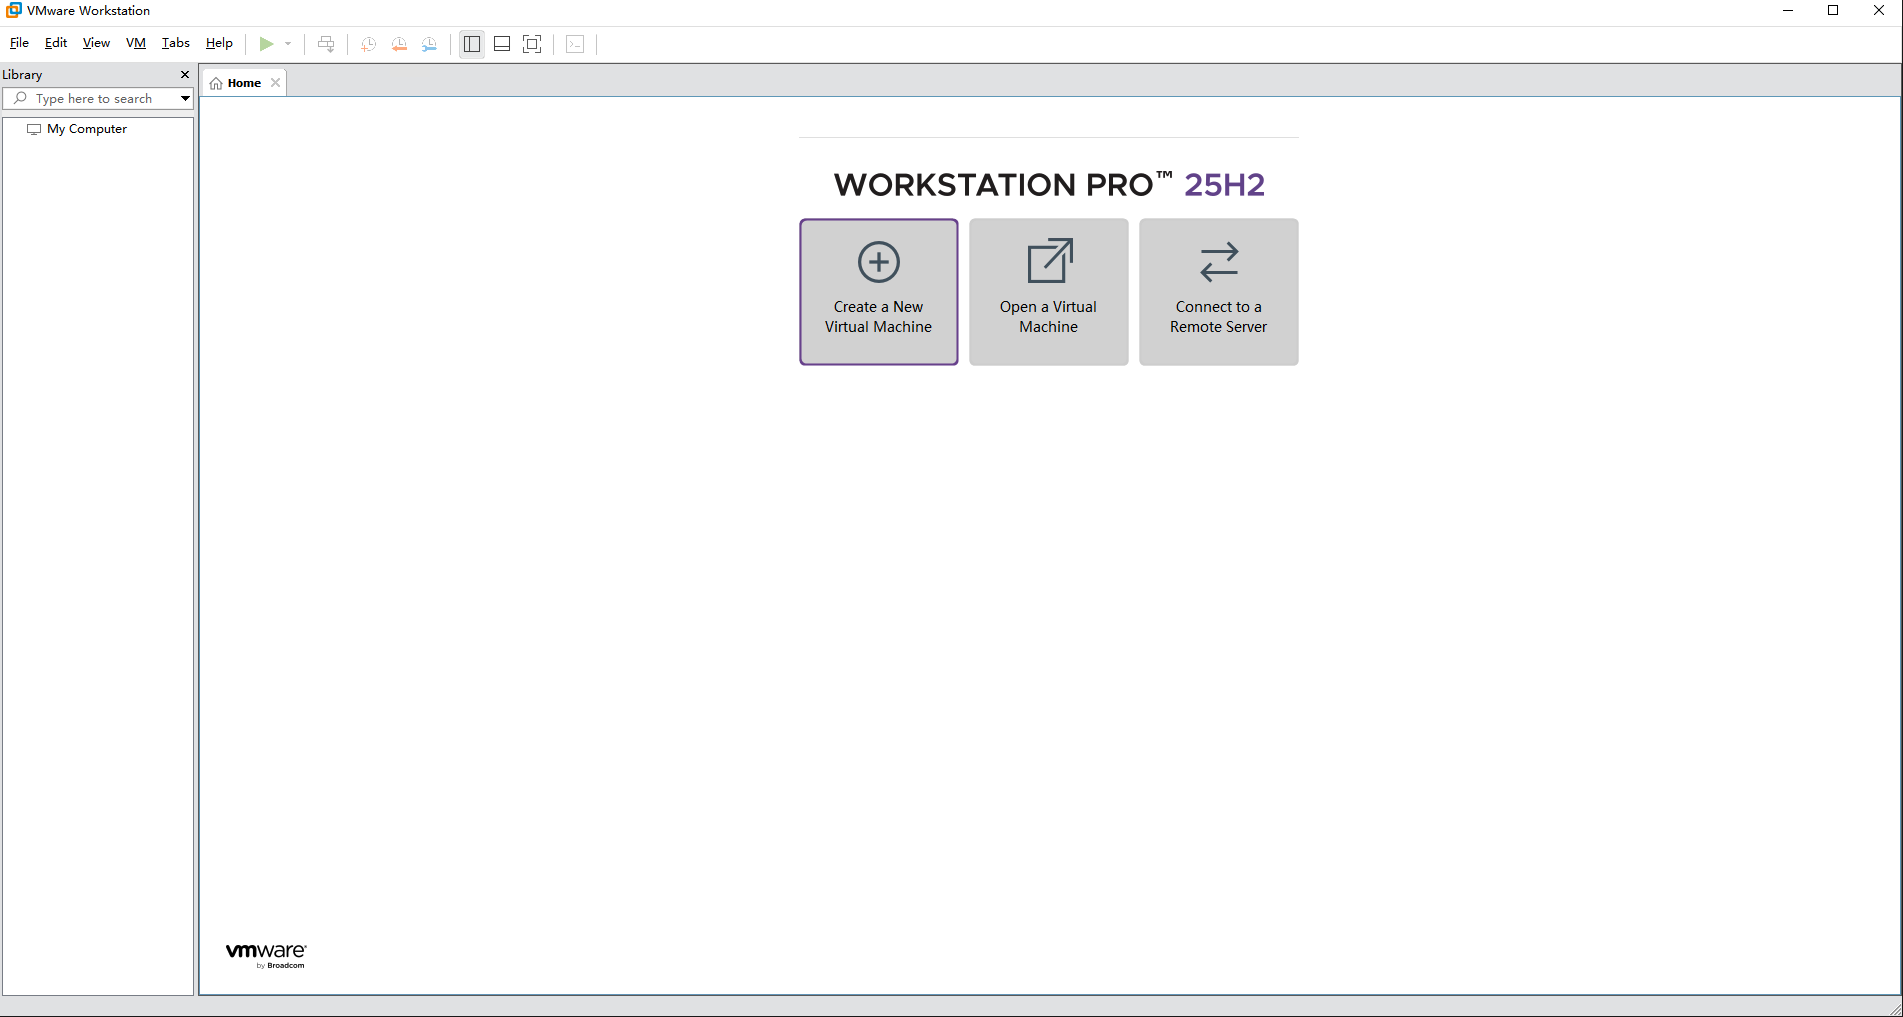 VMware Workstation
File Edit View VM Tabs Help
Library
Type here to search
My Computer
Home
WORKSTATION PRO™ 25H2
Create a New
Virtual Machine
Open a Virtual
Machine
Connect to a
Remote Server
vmware®
by Broadcom